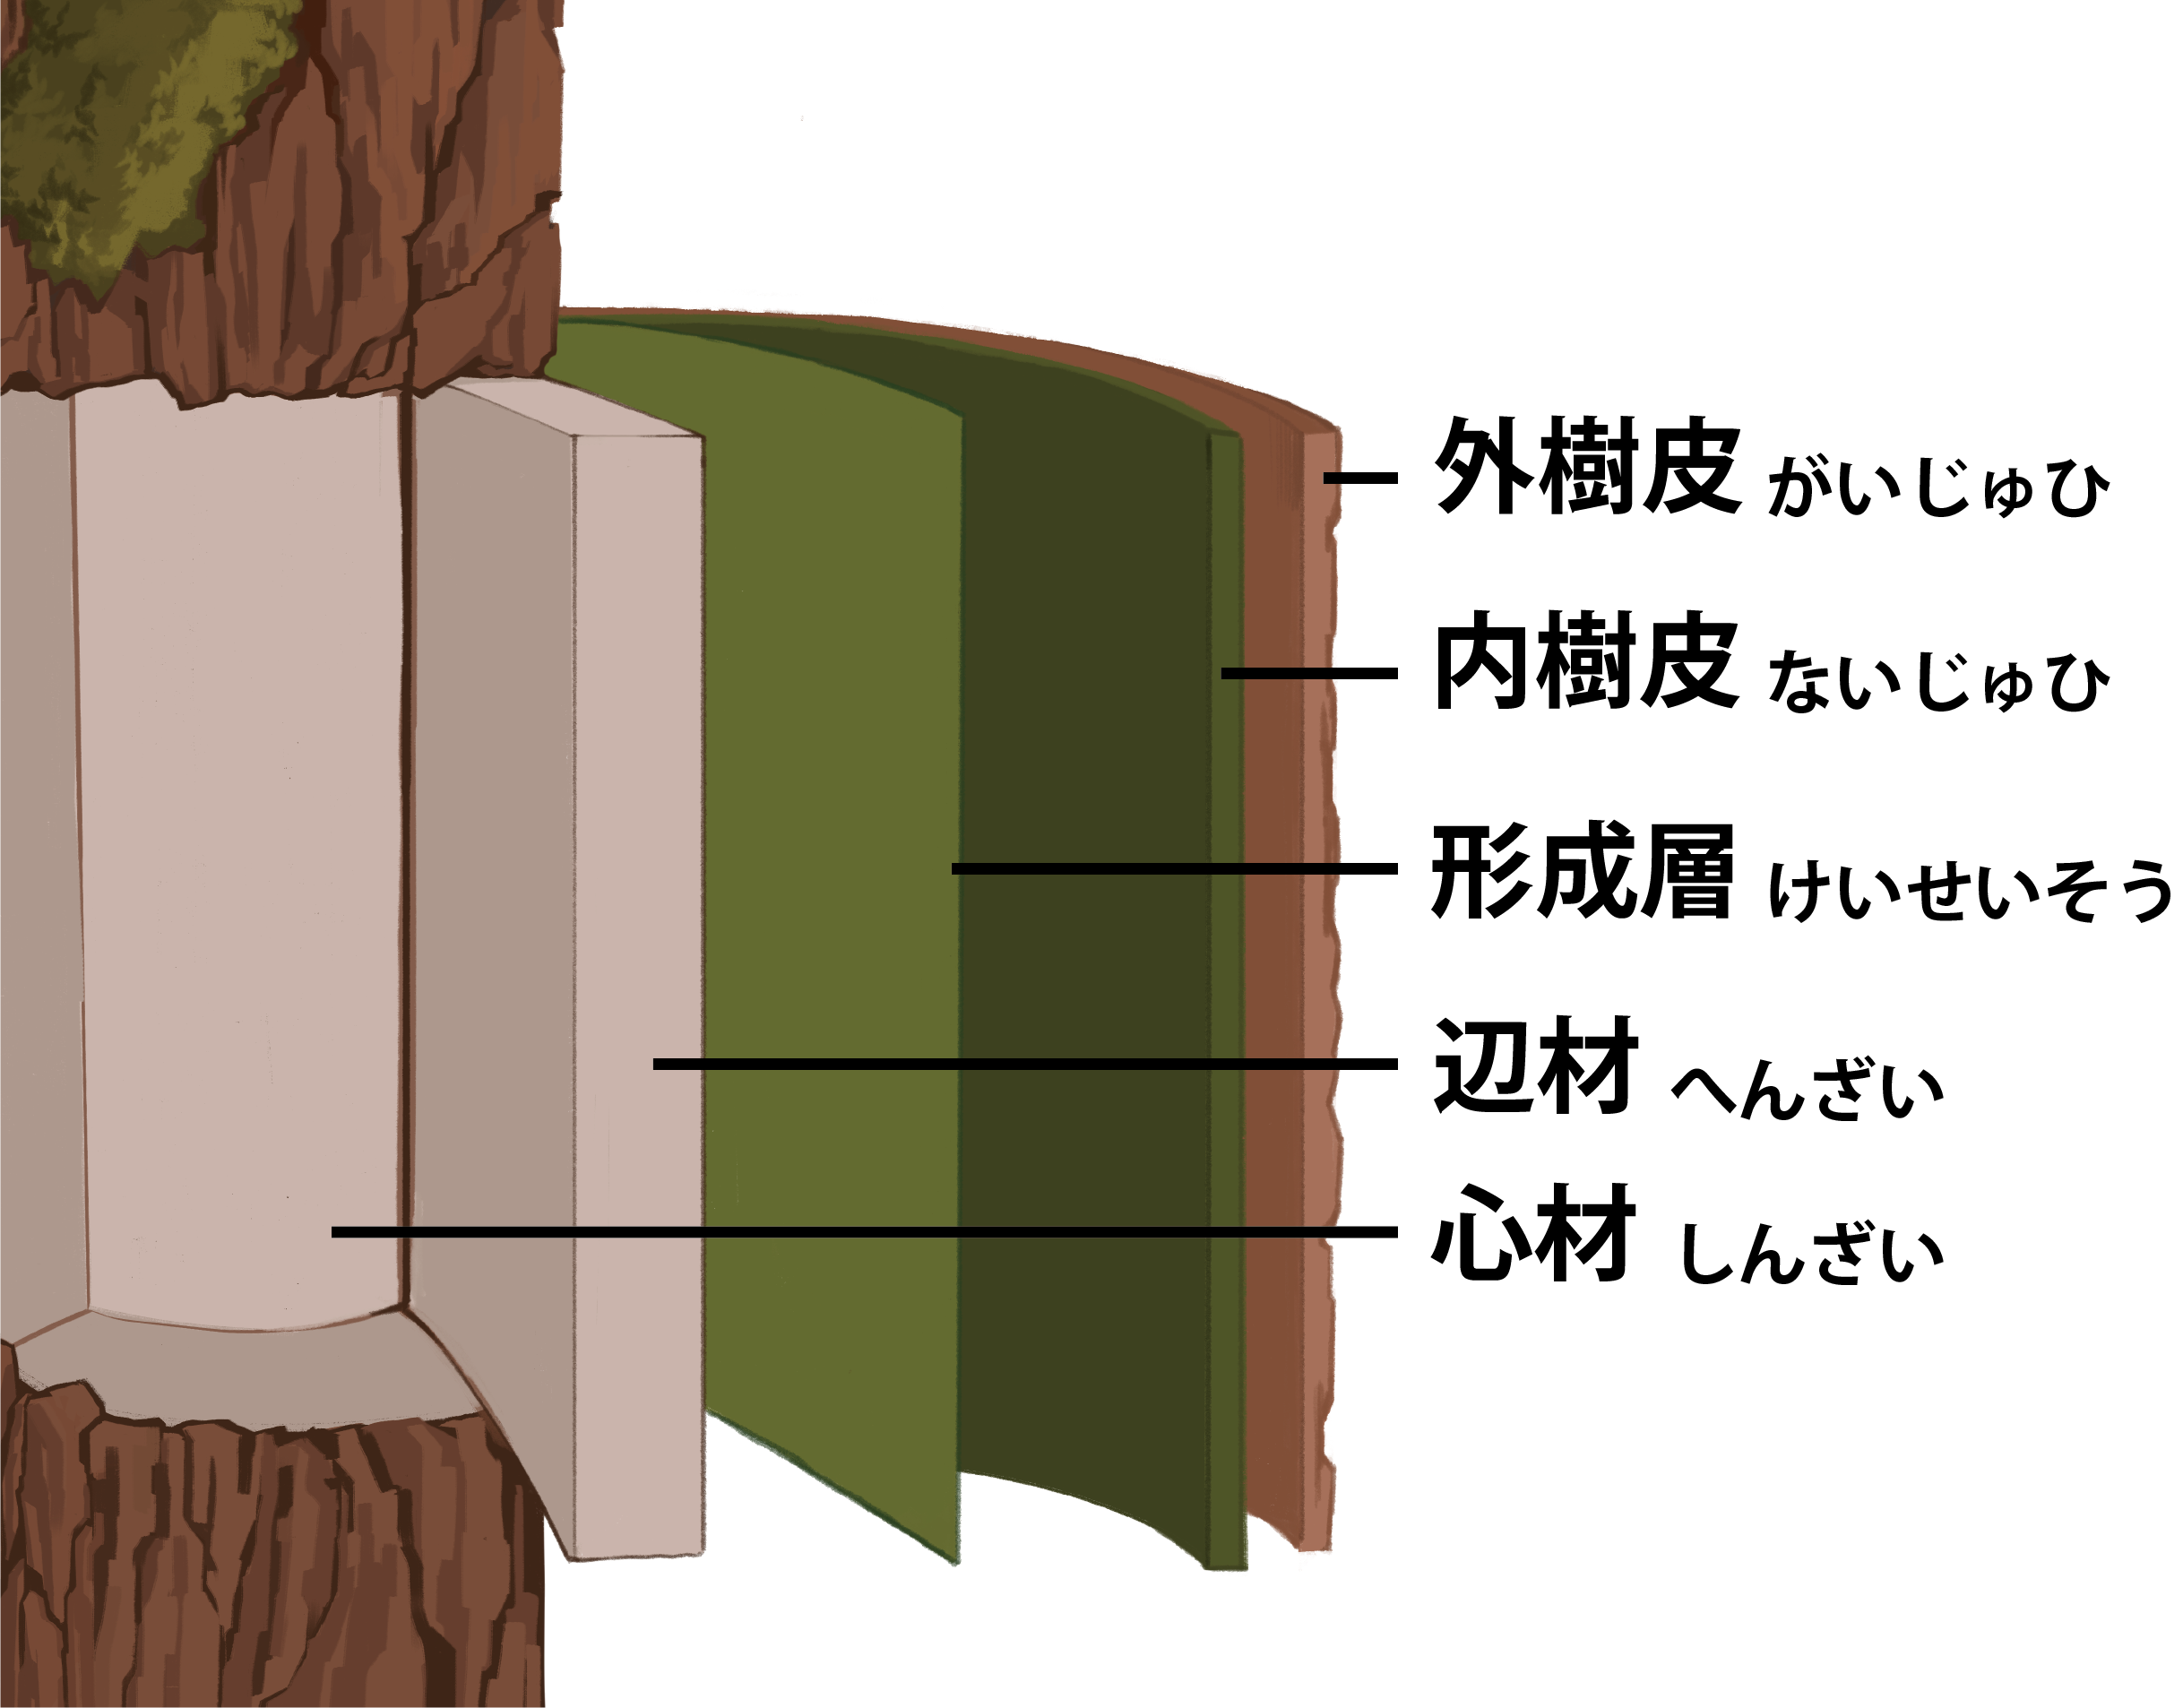 外樹皮 がいじゅひ
内樹皮 ないじゅひ
形成層 けいせいそう
辺材 へんざい
心材 しんざい